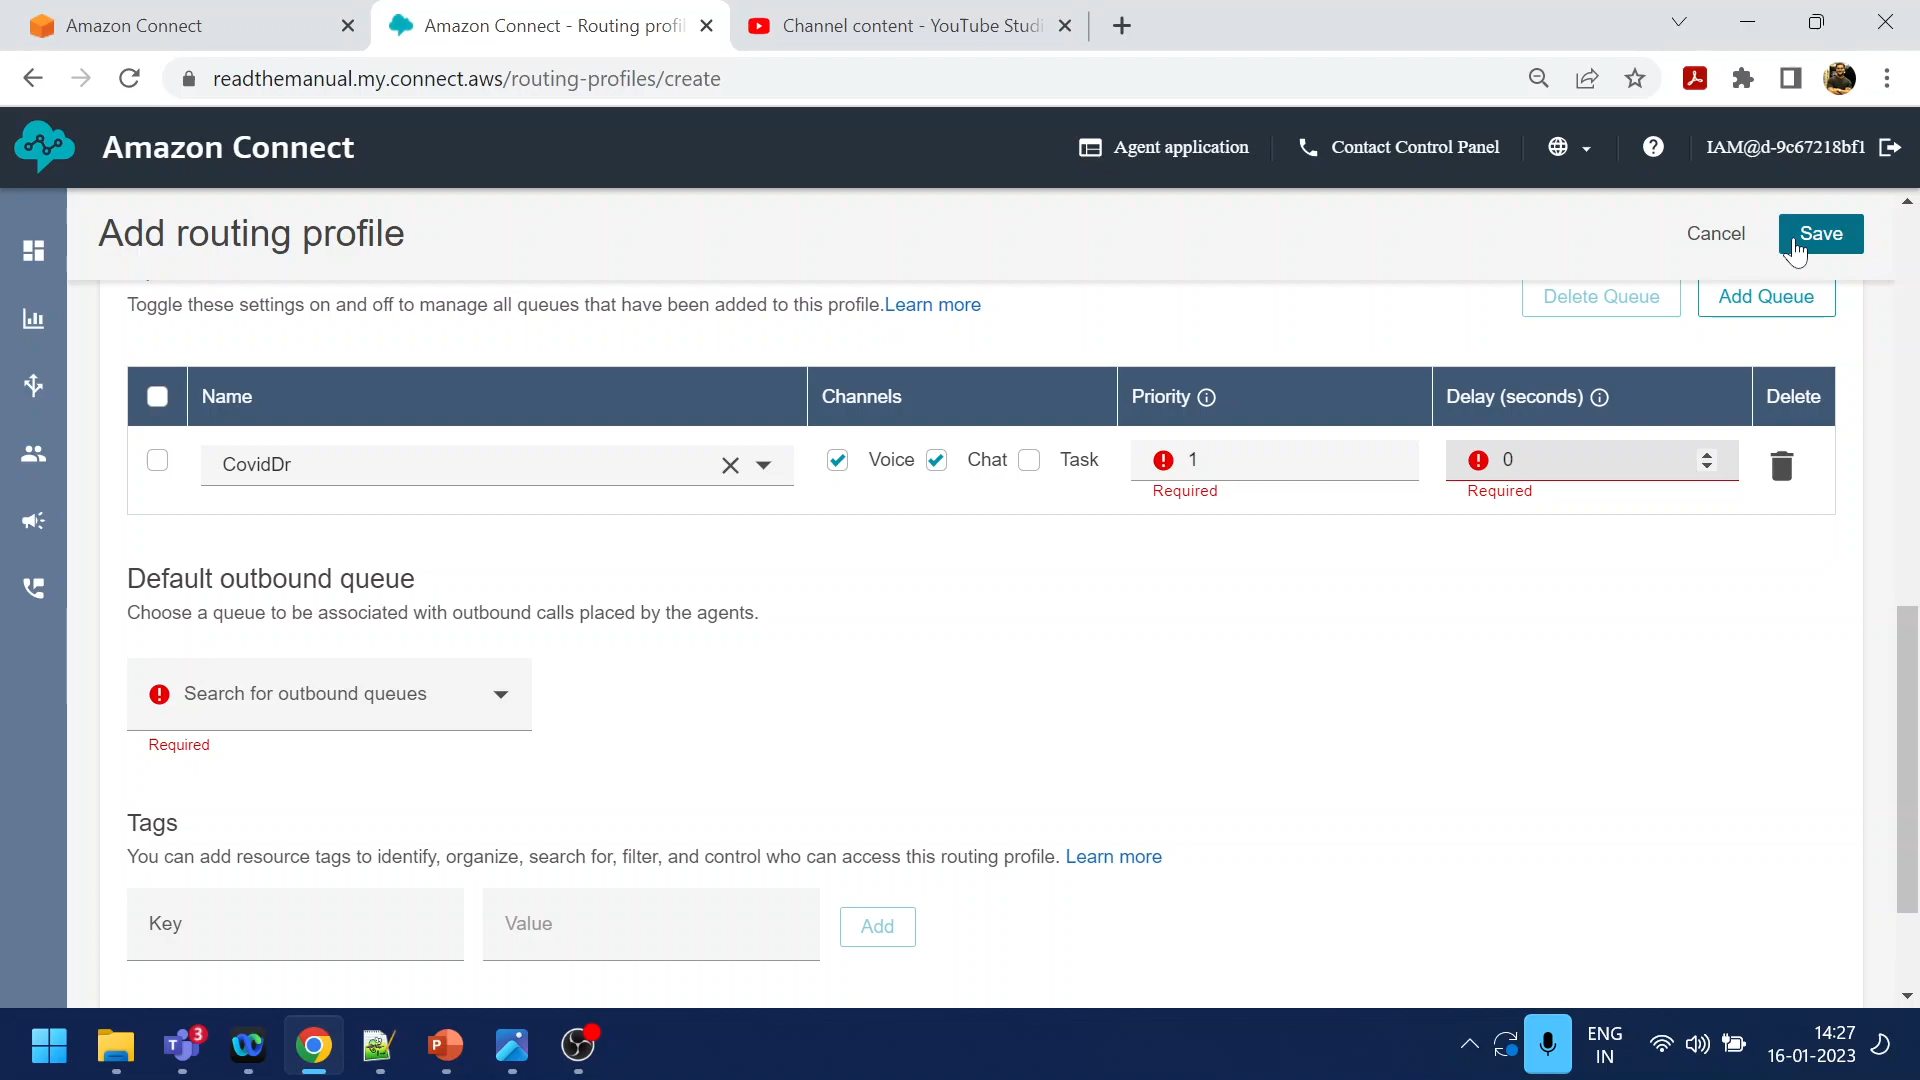 Amazon Connect
Amazon Connect - Routing profil
Channel content - YouTube Studi
readthemanual.my.connect.aws/routing-profiles/create
Amazon Connect
Agent application
Contact Control Panel
IAM@d-9c67218bf1
Add routing profile
Cancel
Save
Toggle these settings on and off to manage all queues that have been added to this profile.Learn more
Delete Queue
Add Queue
Name
Channels
Priority
Delay (seconds)
Delete
CovidDr
Voice
Chat
Task
1
Required
0
Required
Default outbound queue
Choose a queue to be associated with outbound calls placed by the agents.
Search for outbound queues
Required
Tags
You can add resource tags to identify, organize, search for, filter, and control who can access this routing profile. Learn more
Key
Value
Add
3
ENG
IN
14:27
16-01-2023